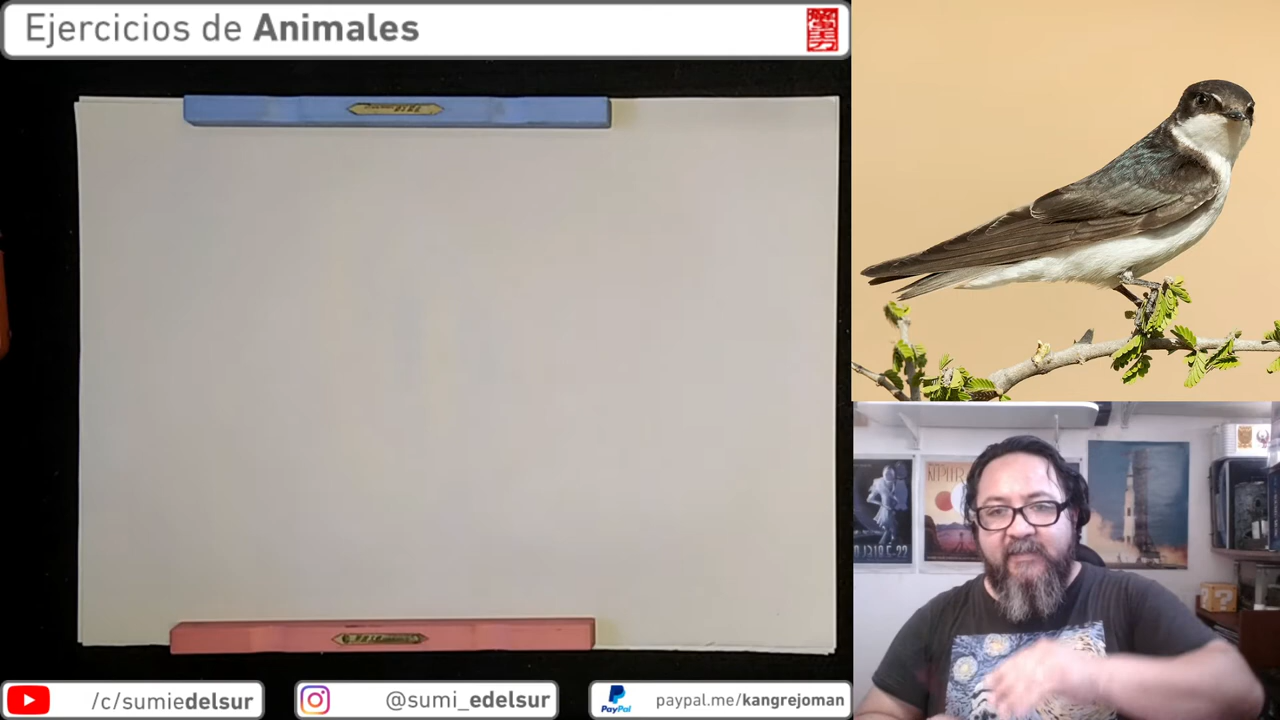 Ejercicios de Animales
/c/sumiedelsur
@sumi_edelsur
PayPal
paypal.me/kangrejoman